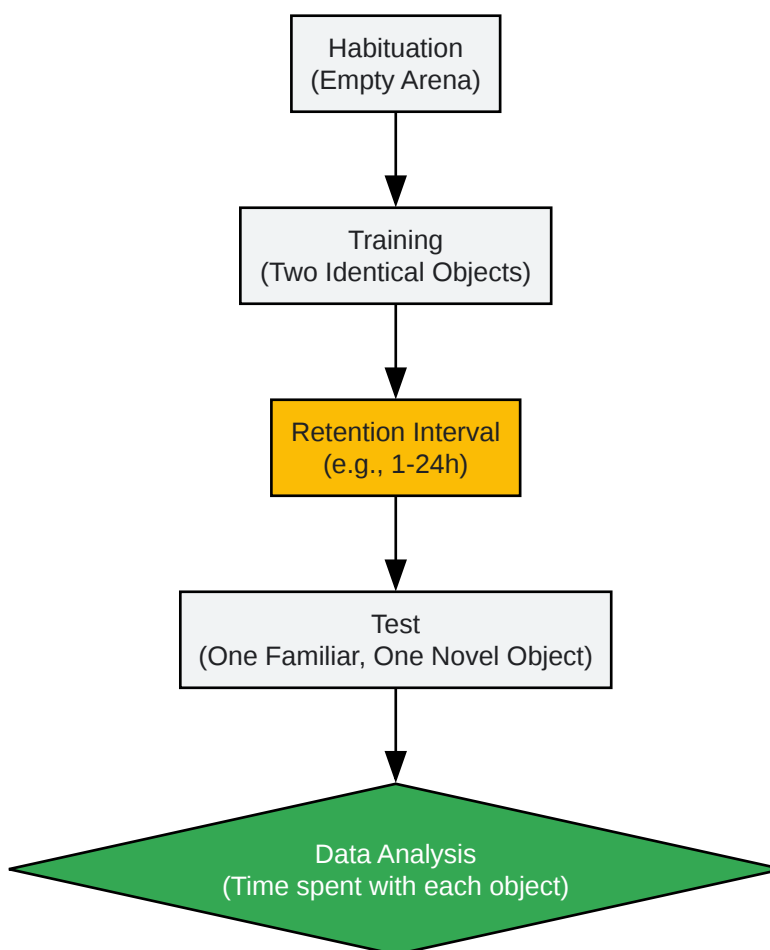 Habituation
(Empty Arena)
Training
(Two Identical Objects)
Retention Interval
(e.g., 1-24h)
Test
(One Familiar, One Novel Object)
Data Analysis
(Time spent with each object)